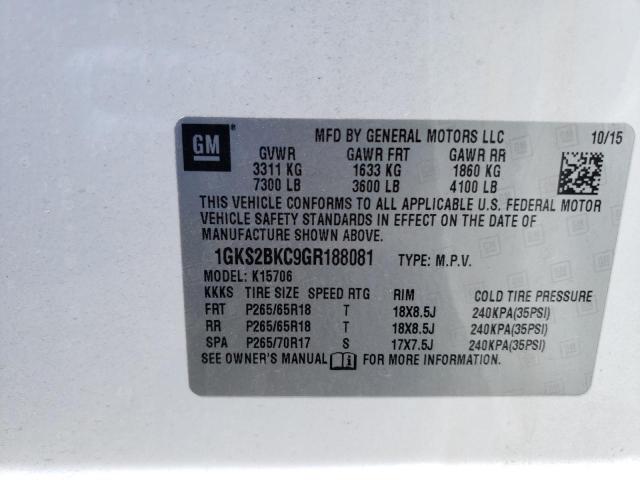 GM MFD BY GENERAL MOTORS LLC 10/15
GVWR GAWR FRT GAWR RR
3311 KG 1633 KG 1860 KG
7300 LB 3600 LB 4100 LB
THIS VEHICLE CONFORMS TO ALL APPLICABLE U.S. FEDERAL MOTOR
VEHICLE SAFETY STANDARDS IN EFFECT ON THE DATE OF
MANUFACTURE SHOWN ABOVE.
1GKS2BKC9GR188081 TYPE: M.P.V.
MODEL: K15706
KKKS TIRE SIZE SPEED RTG RIM COLD TIRE PRESSURE
FRT P265/65R18 T 18X8.5J 240KPA(35PSI)
RR P265/65R18 T 18X8.5J 240KPA(35PSI)
SPA P265/70R17 S 17X7.5J 240KPA(35PSI)
SEE OWNER'S MANUAL FOR MORE INFORMATION.